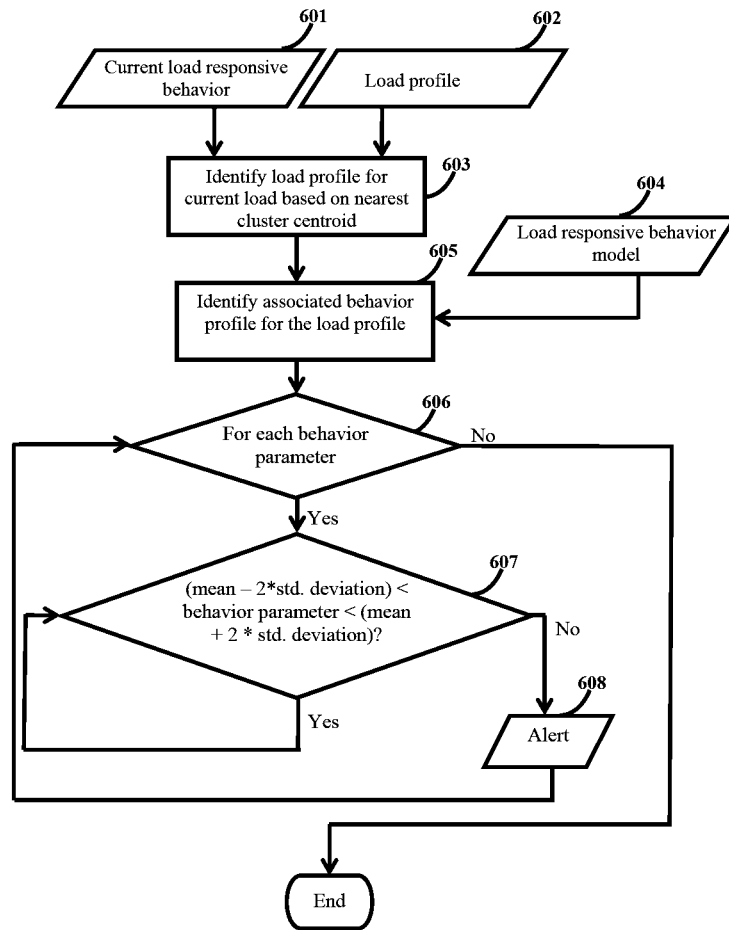 601
602
Current load responsive
behavior
Load profile
603
Identify load profile for
current load based on nearest
cluster centroid
604
Load responsive behavior
model
605
Identify associated behavior
profile for the load profile
606
For each behavior
parameter
No
Yes
607
(mean – 2*std. deviation) <
behavior parameter < (mean
+ 2 * std. deviation)?
No
Yes
608
Alert
End